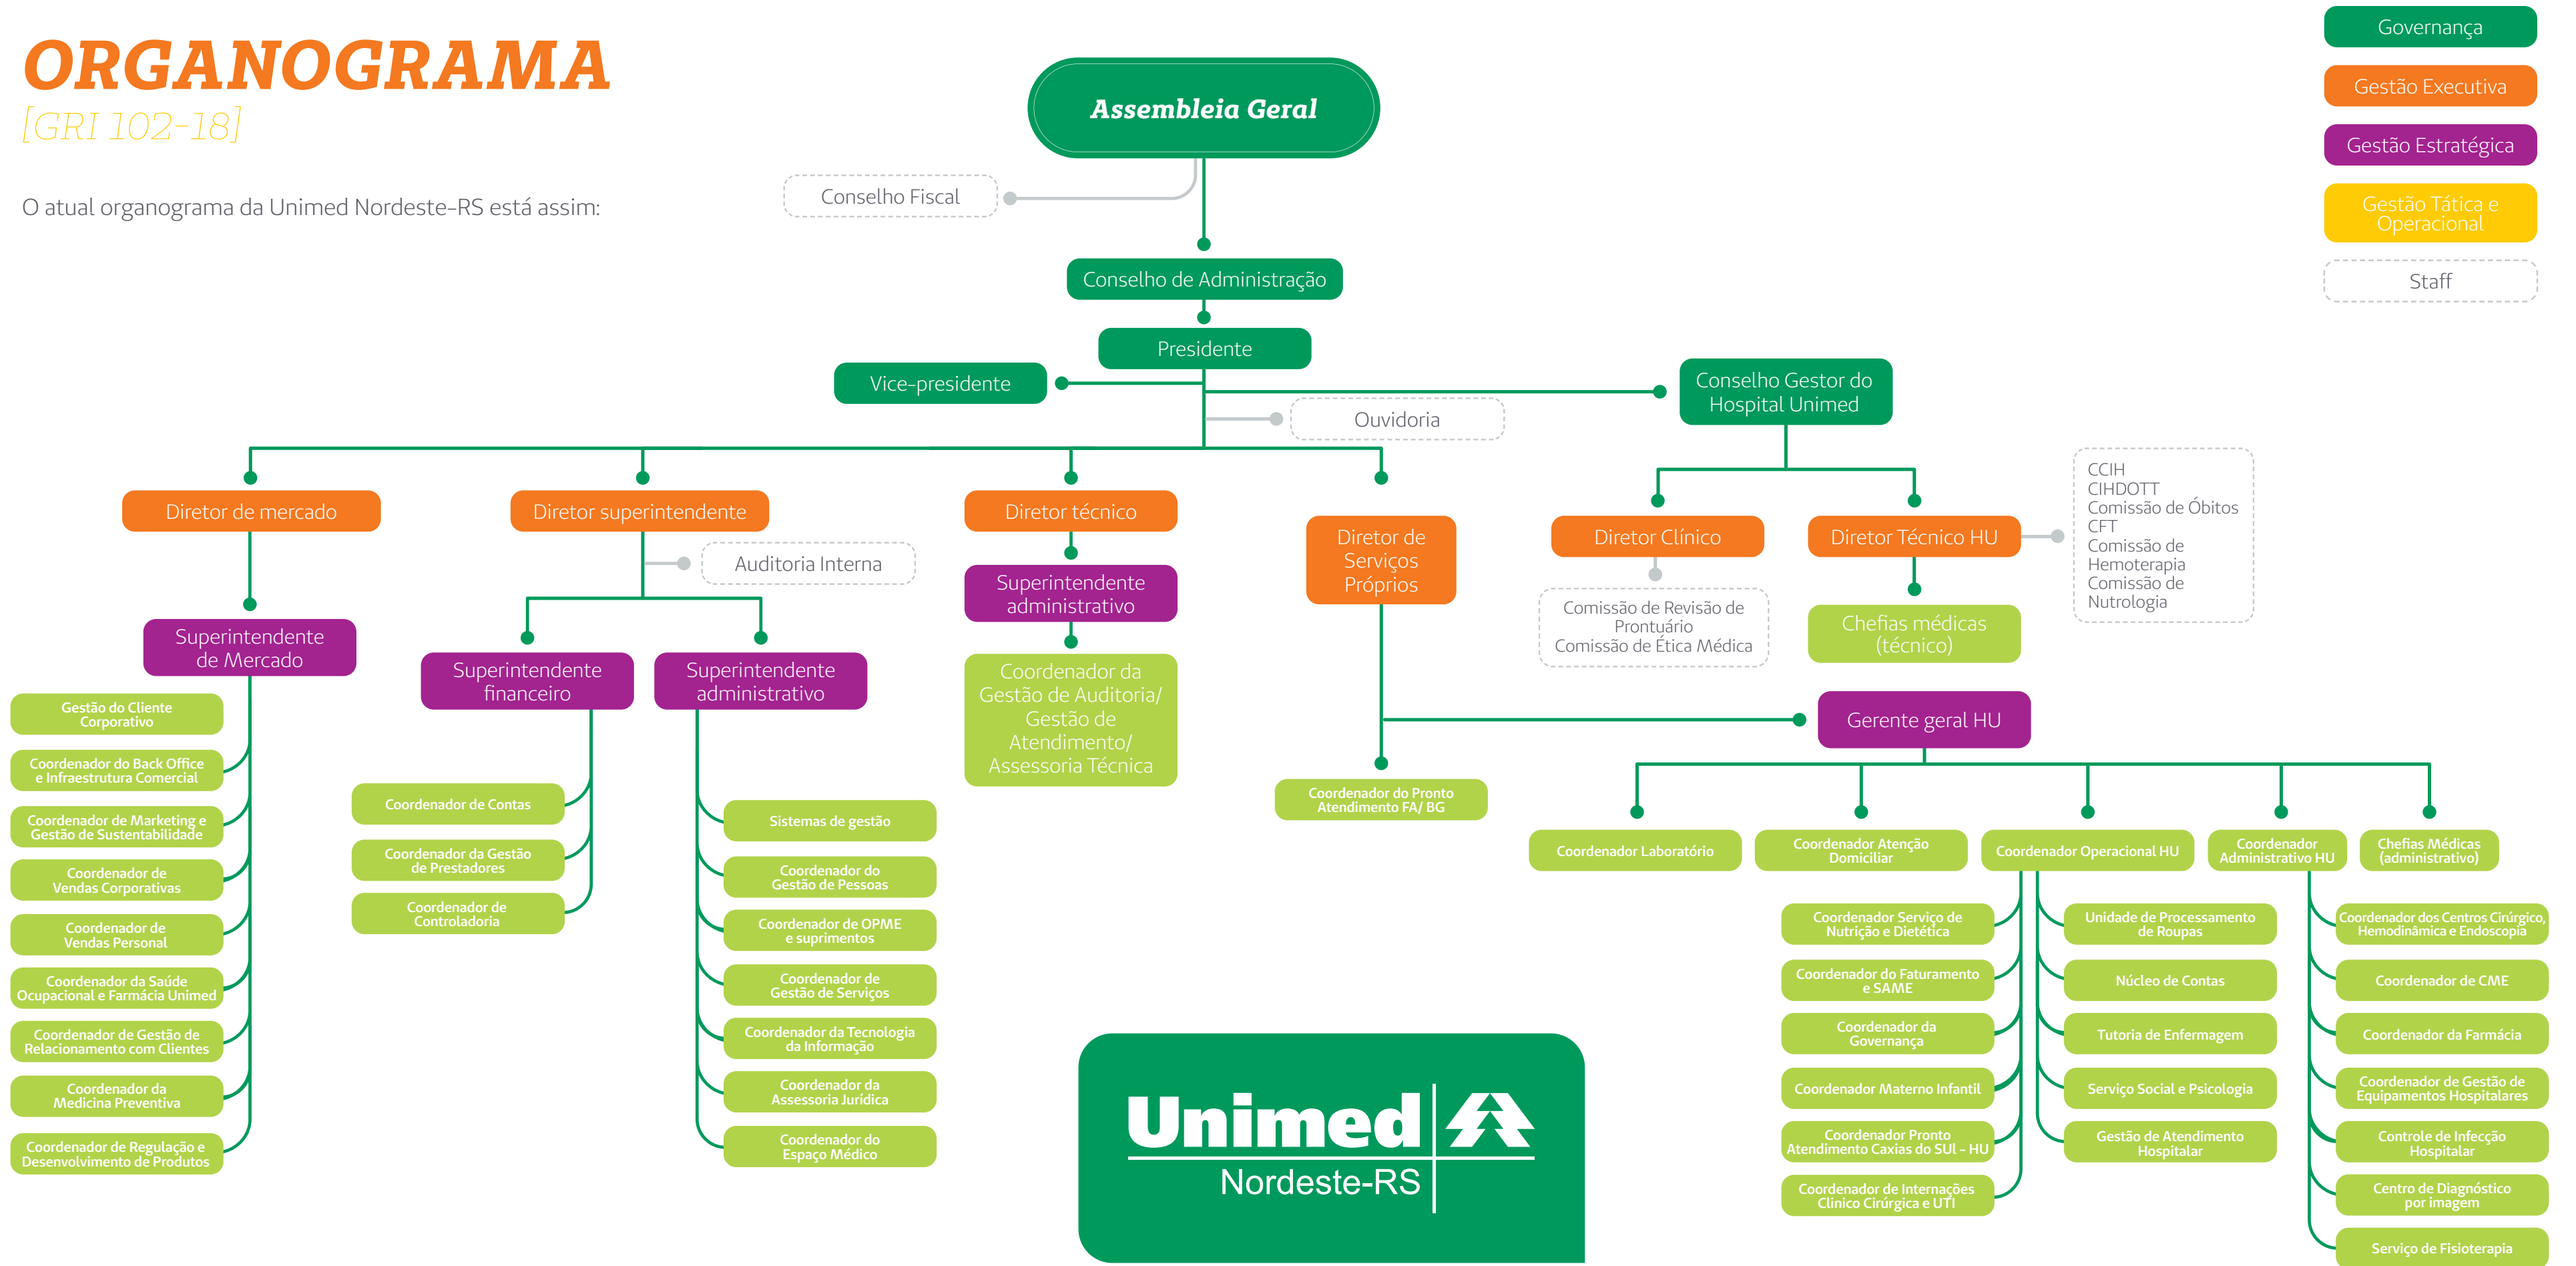 ORGANOGRAMA
[GRI 102-18]
O atual organograma da Unimed Nordeste-RS está assim:
Governança
Gestão Executiva
Gestão Estratégica
Gestão Tática e
Operacional
Staff
Assembleia Geral
Conselho Fiscal
Conselho de Administração
Presidente
Vice-presidente
Conselho Gestor do
Hospital Unimed
Ouvidoria
Diretor de mercado
Diretor superintendente
Diretor técnico
Diretor de
Serviços
Próprios
Diretor Clínico
Diretor Técnico HU
CCIH
CIHDOTT
Comissão de Óbitos
CFT
Comissão de
Hemoterapia
Comissão de
Nutrologia
Auditoria Interna
Superintendente
administrativo
Comissão de Revisão de
Prontuário
Comissão de Ética Médica
Chefias médicas
(técnico)
Superintendente
de Mercado
Superintendente
financeiro
Superintendente
administrativo
Coordenador da
Gestão de Auditoria/
Gestão de
Atendimento/
Assessoria Técnica
Gerente geral HU
Gestão do Cliente
Corporativo
Coordenador do Back Office
e Infraestrutura Comercial
Coordenador de Marketing e
Gestão de Sustentabilidade
Coordenador de
Vendas Corporativas
Coordenador de
Vendas Personal
Coordenador da Saúde
Ocupacional e Farmácia Unimed
Coordenador de Gestão de
Relacionamento com Clientes
Coordenador da
Medicina Preventiva
Coordenador de Regulação e
Desenvolvimento de Produtos
Coordenador de Contas
Coordenador da Gestão
de Prestadores
Coordenador de
Controladoria
Sistemas de gestão
Coordenador do
Gestão de Pessoas
Coordenador de OPME
e suprimentos
Coordenador de
Gestão de Serviços
Coordenador da Tecnologia
da Informação
Coordenador da
Assessoria Jurídica
Coordenador do
Espaço Médico
Coordenador do Pronto
Atendimento FA/ BG
Coordenador Laboratório
Coordenador Atenção
Domiciliar
Coordenador Operacional HU
Coordenador
Administrativo HU
Chefias Médicas
(administrativo)
Coordenador Serviço de
Nutrição e Dietética
Coordenador do Faturamento
e SAME
Coordenador da
Governança
Coordenador Materno Infantil
Coordenador Pronto
Atendimento Caxias do SUl - HU
Coordenador de Internações
Clinico Cirúrgica e UTI
Unidade de Processamento
de Roupas
Núcleo de Contas
Tutoria de Enfermagem
Serviço Social e Psicologia
Gestão de Atendimento
Hospitalar
Coordenador dos Centros Cirúrgico,
Hemodinâmica e Endoscopia
Coordenador de CME
Coordenador da Farmácia
Coordenador de Gestão de
Equipamentos Hospitalares
Controle de Infecção
Hospitalar
Centro de Diagnóstico
por imagem
Serviço de Fisioterapia
Unimed
Nordeste-RS